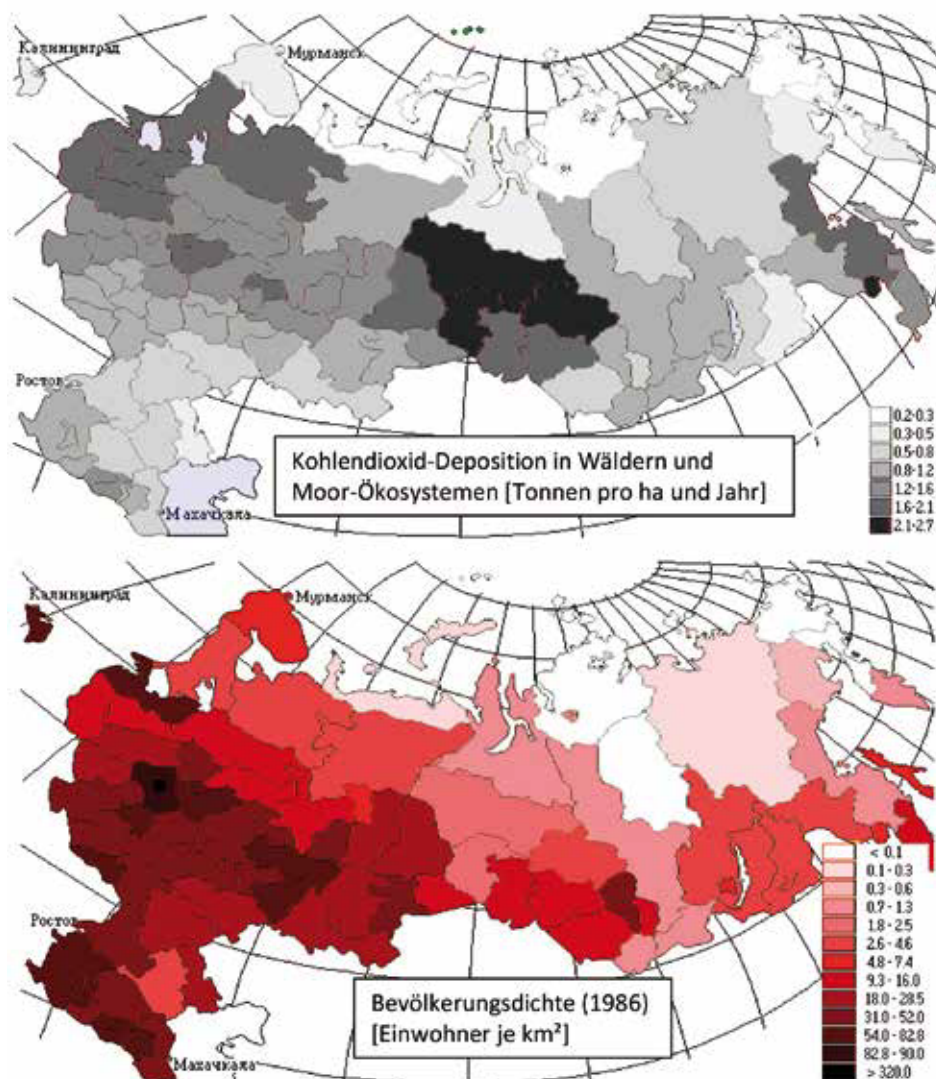 Калининград
Мурманск
Ростов
Махачкала
Kohlendioxid-Deposition in Wäldern und
Moor-Ökosystemen [Tonnen pro ha und Jahr]
0.2-0.3
0.3-0.5
0.5-0.8
0.8-1.2
1.2-1.6
1.6-2.1
2.1-2.7
Калининград
Мурманск
Ростов
Махачкала
Bevölkerungsdichte (1986)
[Einwohner je km²]
< 0.1
0.1 - 0.3
0.3 - 0.6
0.7 - 1.3
1.8 - 2.5
2.6 - 4.6
4.8 - 7.4
9.3 - 16.0
18.0 - 28.5
31.0 - 52.0
54.0 - 82.8
82.8 - 90.0
> 320.0